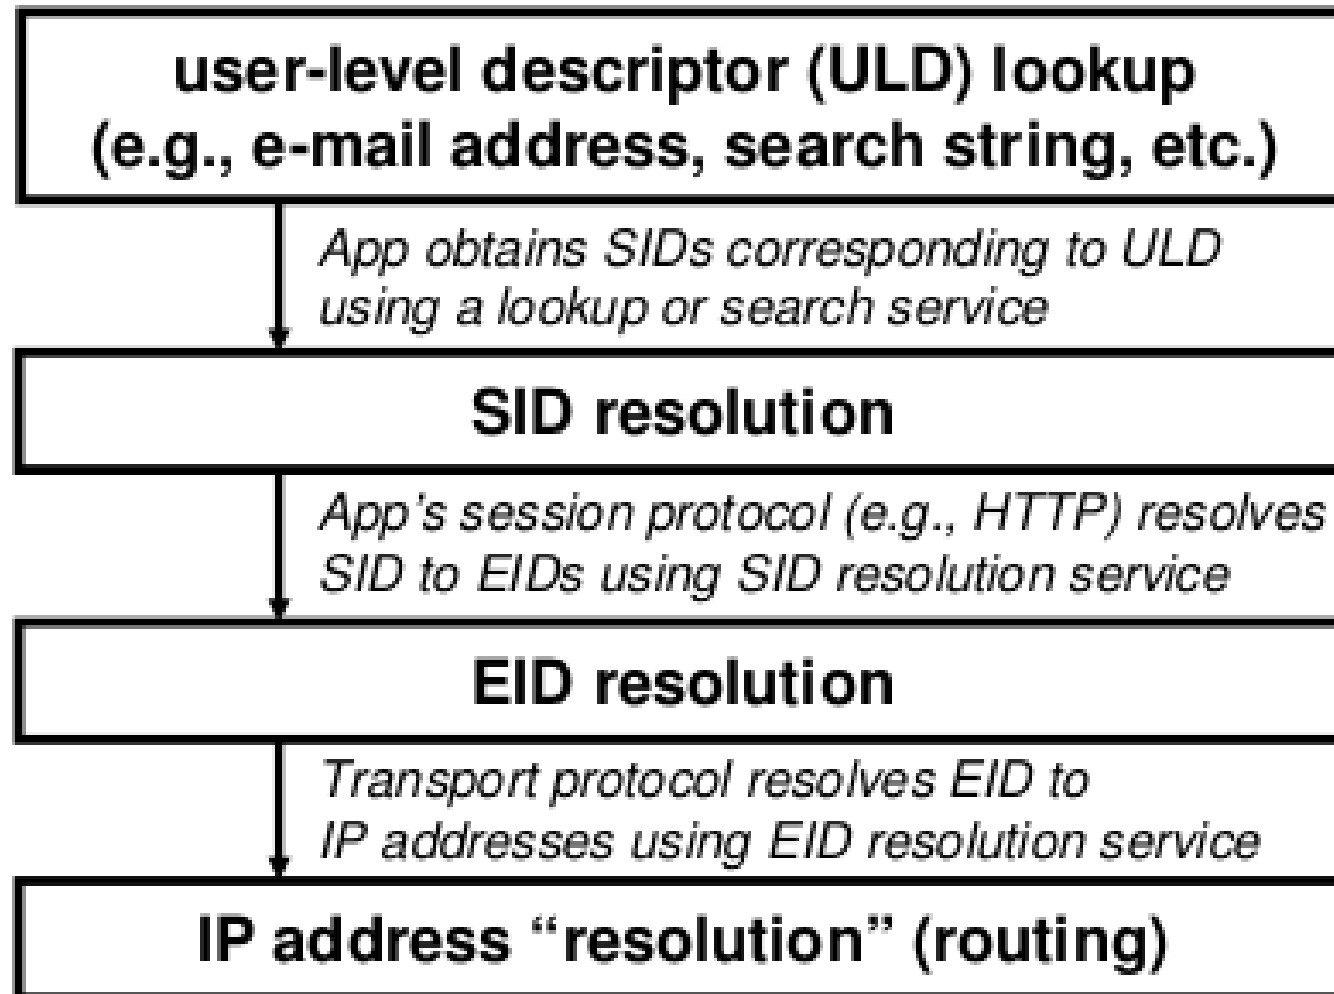 user-level descriptor (ULD) lookup
(e.g., e-mail address, search string, etc.)
App obtains SIDs corresponding to ULD
using a lookup or search service
SID resolution
App's session protocol (e.g., HTTP) resolves
SID to EIDs using SID resolution service
EID resolution
Transport protocol resolves EID to
IP addresses using EID resolution service
IP address “resolution” (routing)